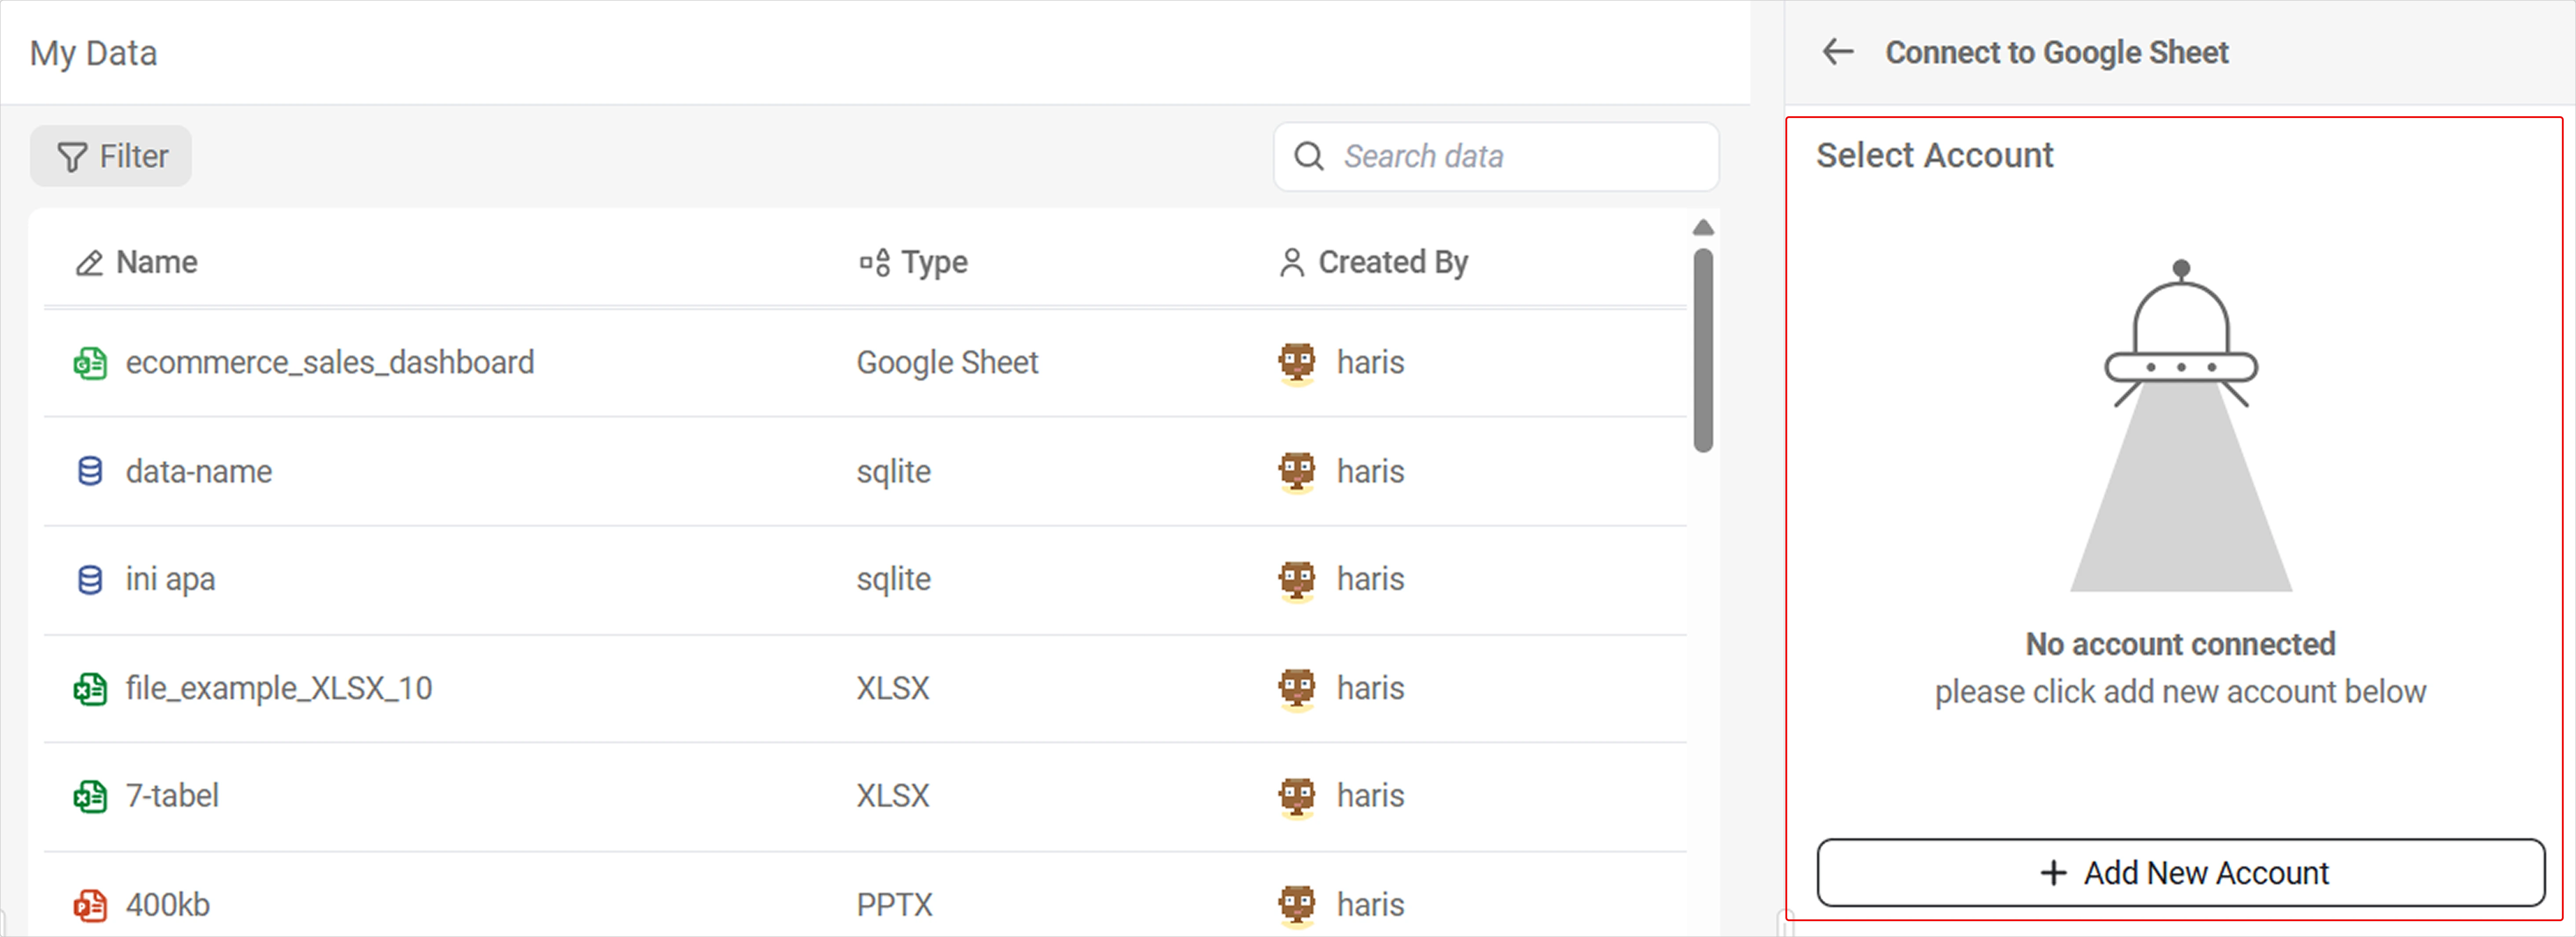 My Data
Filter
Search data
Name Type Created By
ecommerce_sales_dashboard Google Sheet haris
data-name sqlite haris
ini apa sqlite haris
file_example_XLSX_10 XLSX haris
7-tabel XLSX haris
400kb PPTX haris
Connect to Google Sheet
Select Account
No account connected
please click add new account below
+ Add New Account